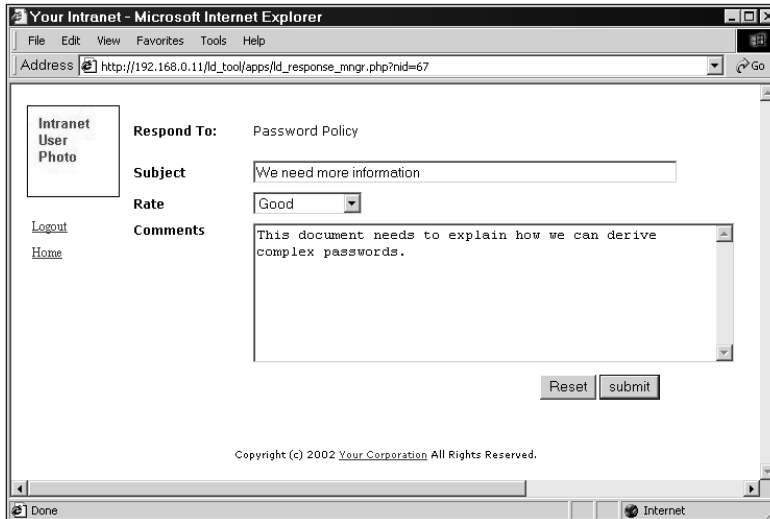 Your Intranet - Microsoft Internet Explorer
File Edit View Favorites Tools Help
Address http://192.168.0.11/ld_tool/apps/ld_response_mngr.php?nid=67 Go
Intranet
User
Photo
Respond To: Password Policy
Subject We need more information
Rate Good
Logout
Home
Comments This document needs to explain how we can derive
complex passwords.
Reset submit
Copyright (c) 2002 Your Corporation All Rights Reserved.
Done Internet